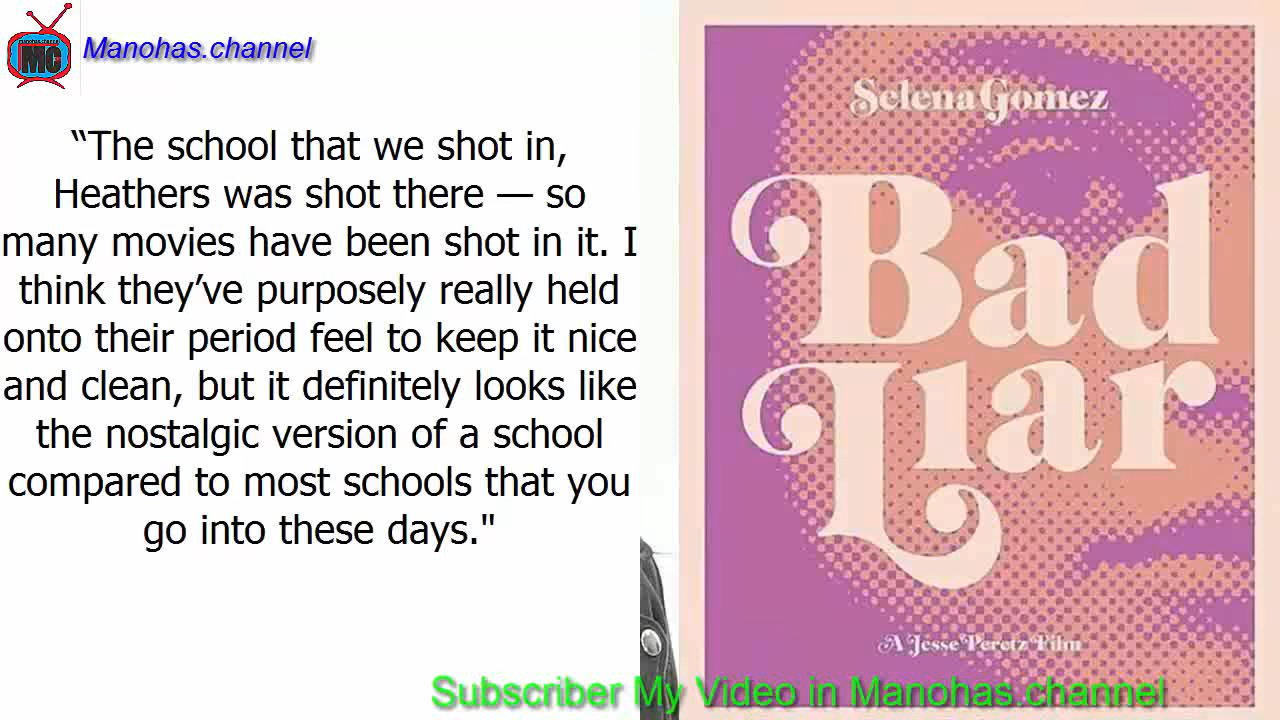 MC
Manohas.channel
“The school that we shot in,
Heathers was shot there — so
many movies have been shot in it. I
think they’ve purposely really held
onto their period feel to keep it nice
and clean, but it definitely looks like
the nostalgic version of a school
compared to most schools that you
go into these days."
Selena Gomez
Bad
Liar
A Jesse Peretz Film
Subscriber My Video in Manohas.channel